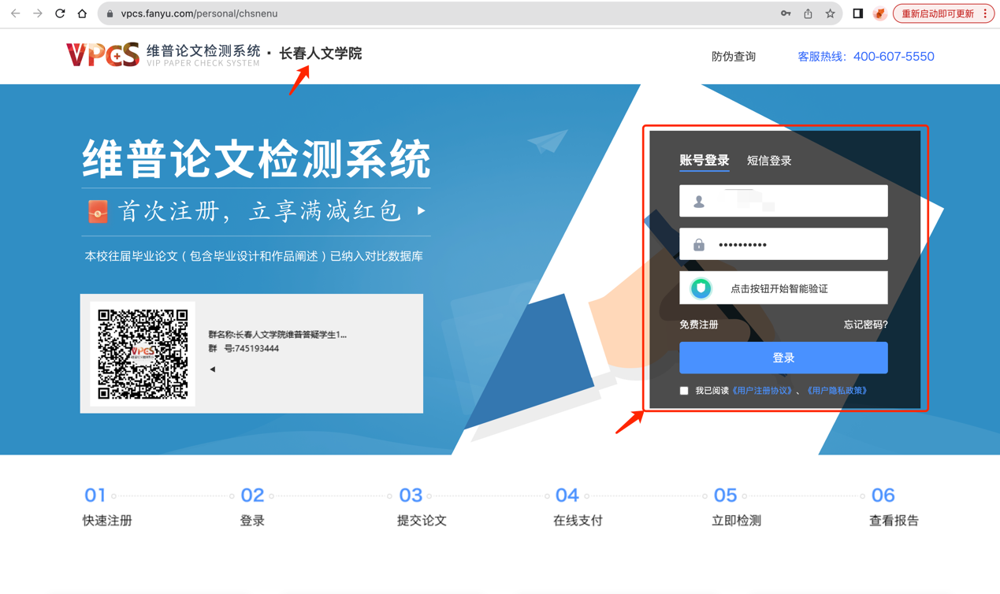 vpcs.fanyu.com/personal/chsnenu
重新启动即可更新
VPCS 维普论文检测系统 · 长春人文学院
VIP PAPER CHECK SYSTEM
防伪查询
客服热线：400-607-5550
维普论文检测系统
首次注册，立享满减红包
本校往届毕业论文（包含毕业设计和作品阐述）已纳入对比数据库
VPCS
群名称:长春人文学院维普答疑学生1...
群 号:745193444
账号登录 短信登录
••••••••••
点击按钮开始智能验证
免费注册 忘记密码?
登录
我已阅读《用户注册协议》、《用户隐私政策》
01 02 03 04 05 06
快速注册 登录 提交论文 在线支付 立即检测 查看报告